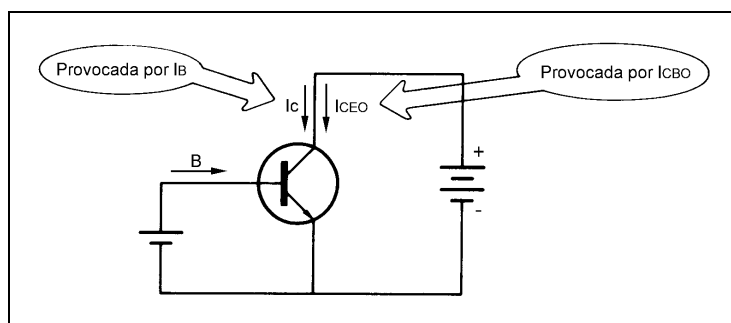 Provocada por IB
Provocada por ICBO
Ic
ICEO
B
+
-